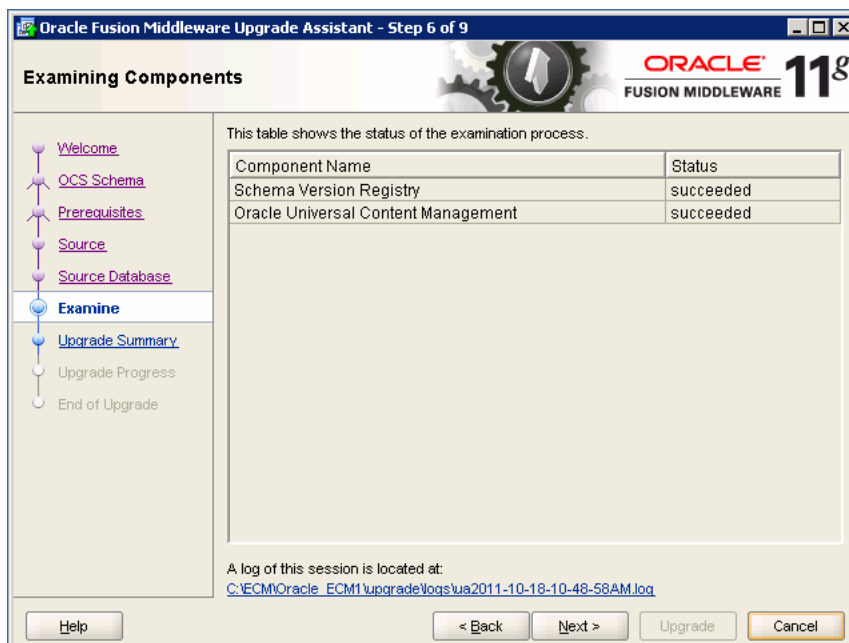 Oracle Fusion Middleware Upgrade Assistant - Step 6 of 9
Examining Components
ORACLE
FUSION MIDDLEWARE
11g
This table shows the status of the examination process.
Welcome
OCS Schema
Prerequisites
Source
Source Database
Examine
Upgrade Summary
Upgrade Progress
End of Upgrade
Component Name Status
Schema Version Registry succeeded
Oracle Universal Content Management succeeded
A log of this session is located at:
C:\ECM\Oracle_ECM1\upgrade\logs\ua2011-10-18-10-48-58AM.log
Help < Back Next > Upgrade Cancel